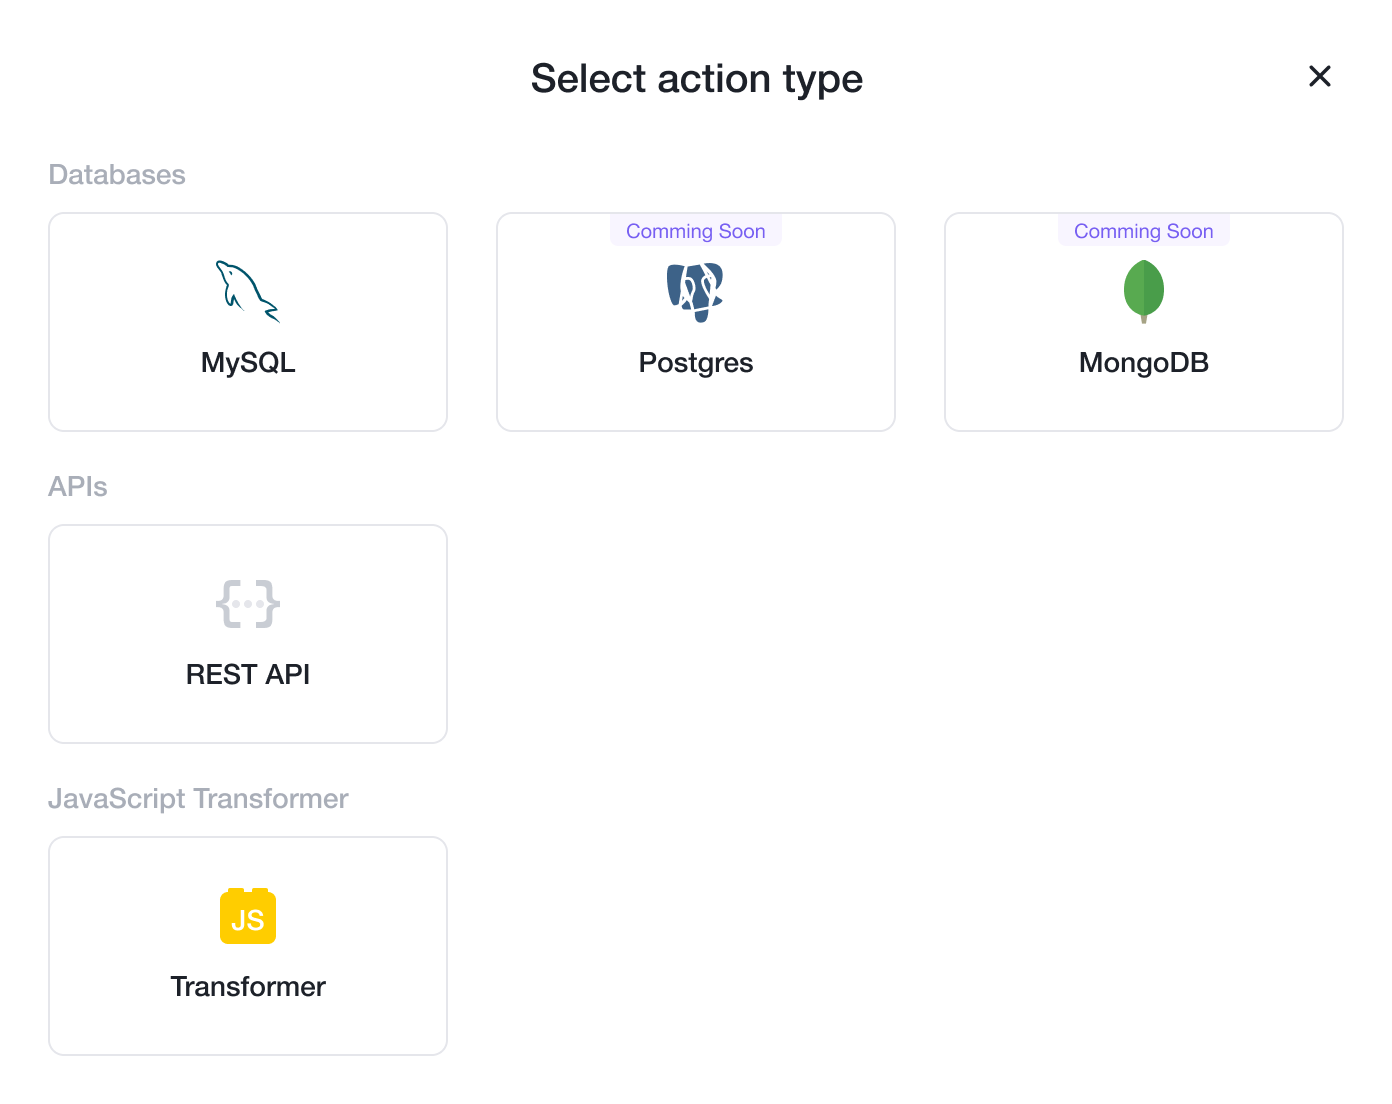 Select action type
Databases
MySQL
Comming Soon
Postgres
Comming Soon
MongoDB
APIs
REST API
JavaScript Transformer
JS
Transformer